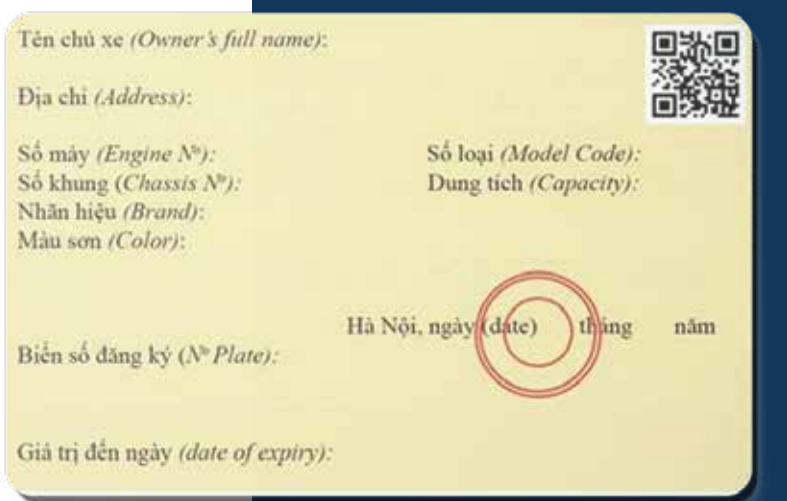 Tên chủ xe (Owner's full name):
Địa chỉ (Address):
Số máy (Engine Nº):
Số loại (Model Code):
Số khung (Chassis Nº):
Dung tích (Capacity):
Nhãn hiệu (Brand):
Màu sơn (Color):
Hà Nội, ngày (date) tháng năm
Biển số đăng ký (Nº Plate):
Giá trị đến ngày (date of expiry):